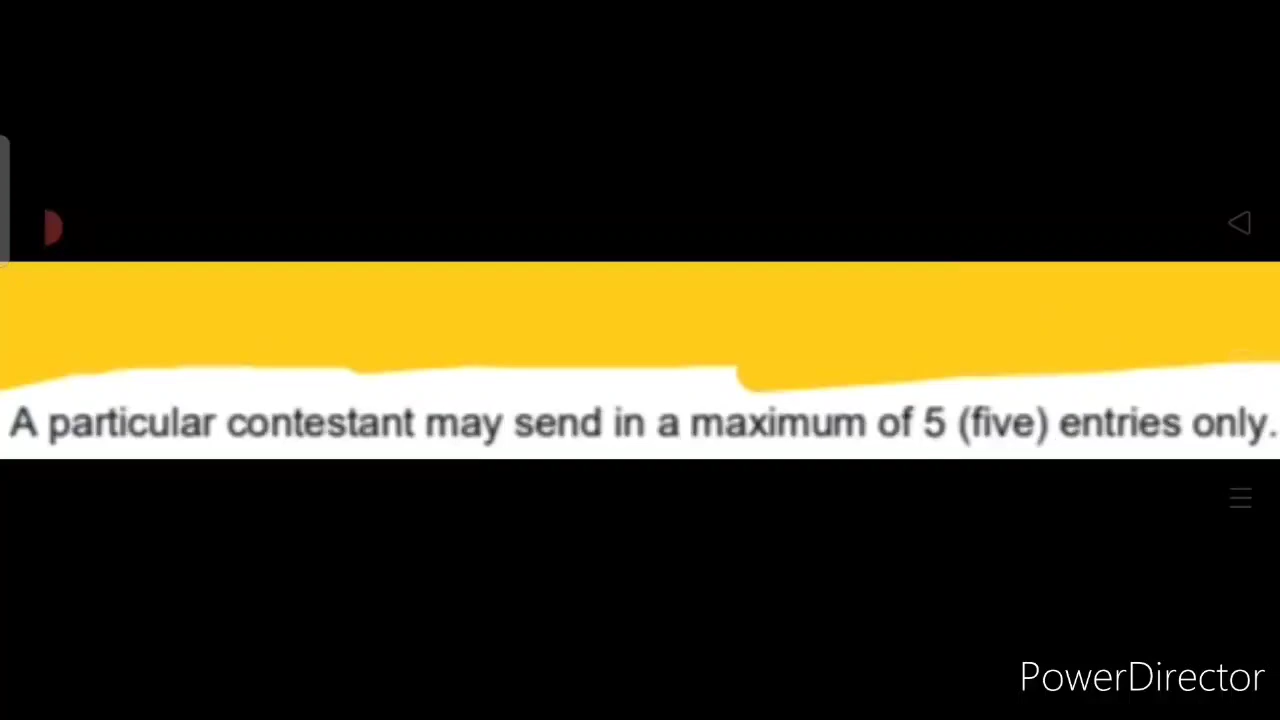 A particular contestant may send in a maximum of 5 (five) entries only.
PowerDirector